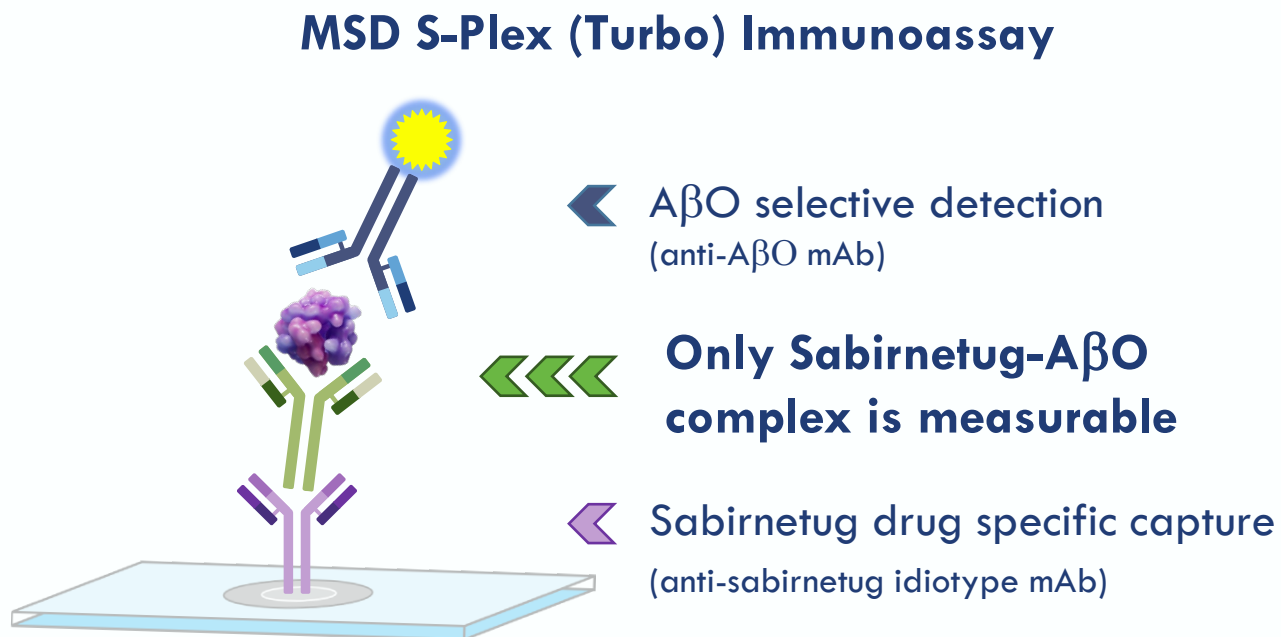 MSD S-Plex (Turbo) Immunoassay
AβO selective detection
(anti-AβO mAb)
Only Sabirnetug-AβO
complex is measurable
Sabirnetug drug specific capture
(anti-sabirnetug idiotype mAb)